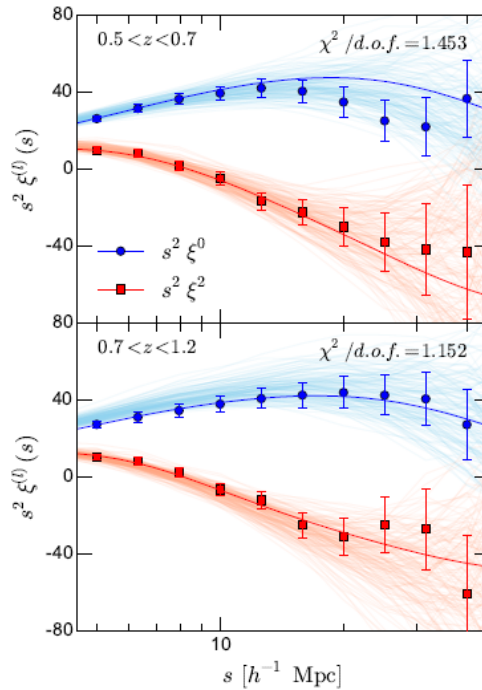 0.5 < z < 0.7
χ² /d.o.f. = 1.453
80
40
0
-40
80
s² ξ⁽ˡ⁾(s)
s² ξ⁰
s² ξ²
0.7 < z < 1.2
χ² /d.o.f. = 1.152
40
0
-40
-80
s² ξ⁽ˡ⁾(s)
10
s [h⁻¹ Mpc]